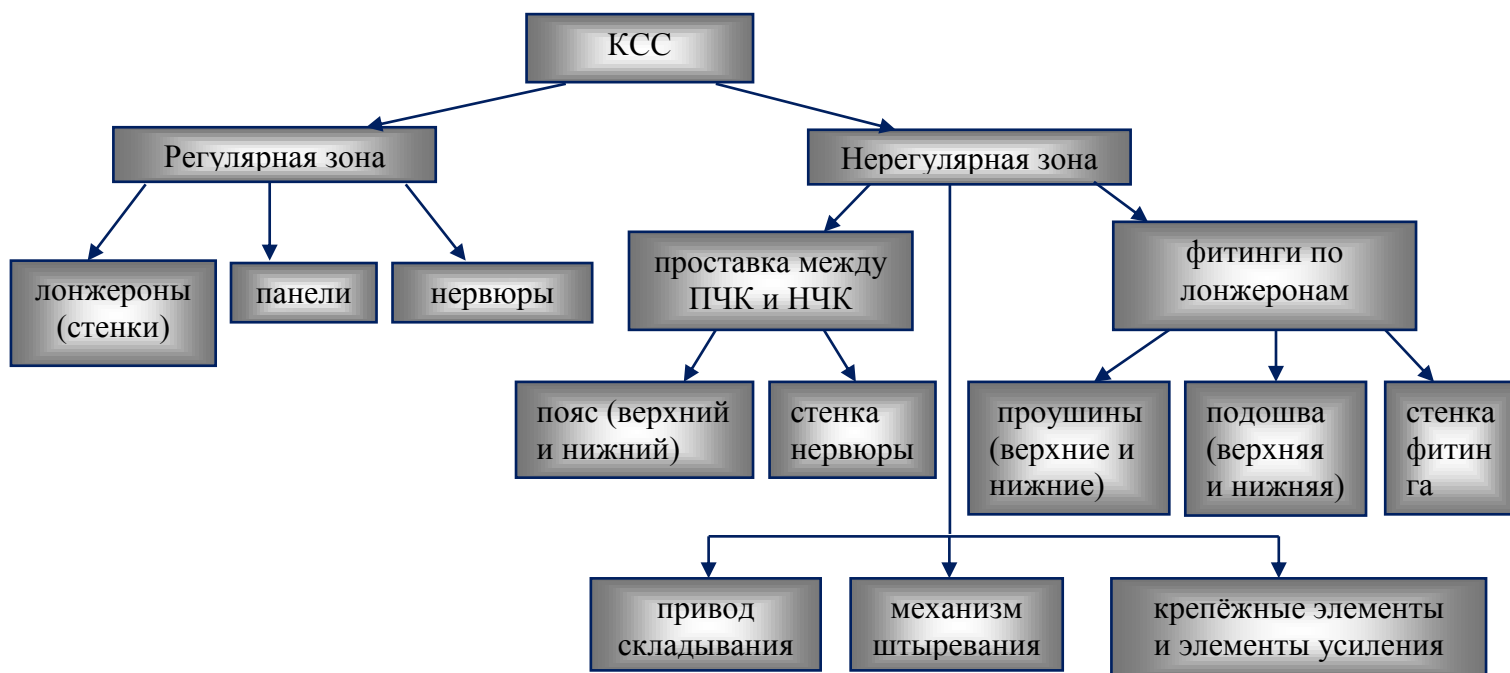 КСС
Регулярная зона
Нерегулярная зона
лонжероны
(стенки)
панели
нервюры
проставка между
ПЧК и НЧК
фитинги по
лонжеронам
пояс (верхний
и нижний)
стенка
нервюры
проушины
(верхние и
нижние)
подошва
(верхняя
и нижняя)
стенка
фитин
га
привод
складывания
механизм
штыревания
крепёжные элементы
и элементы усиления